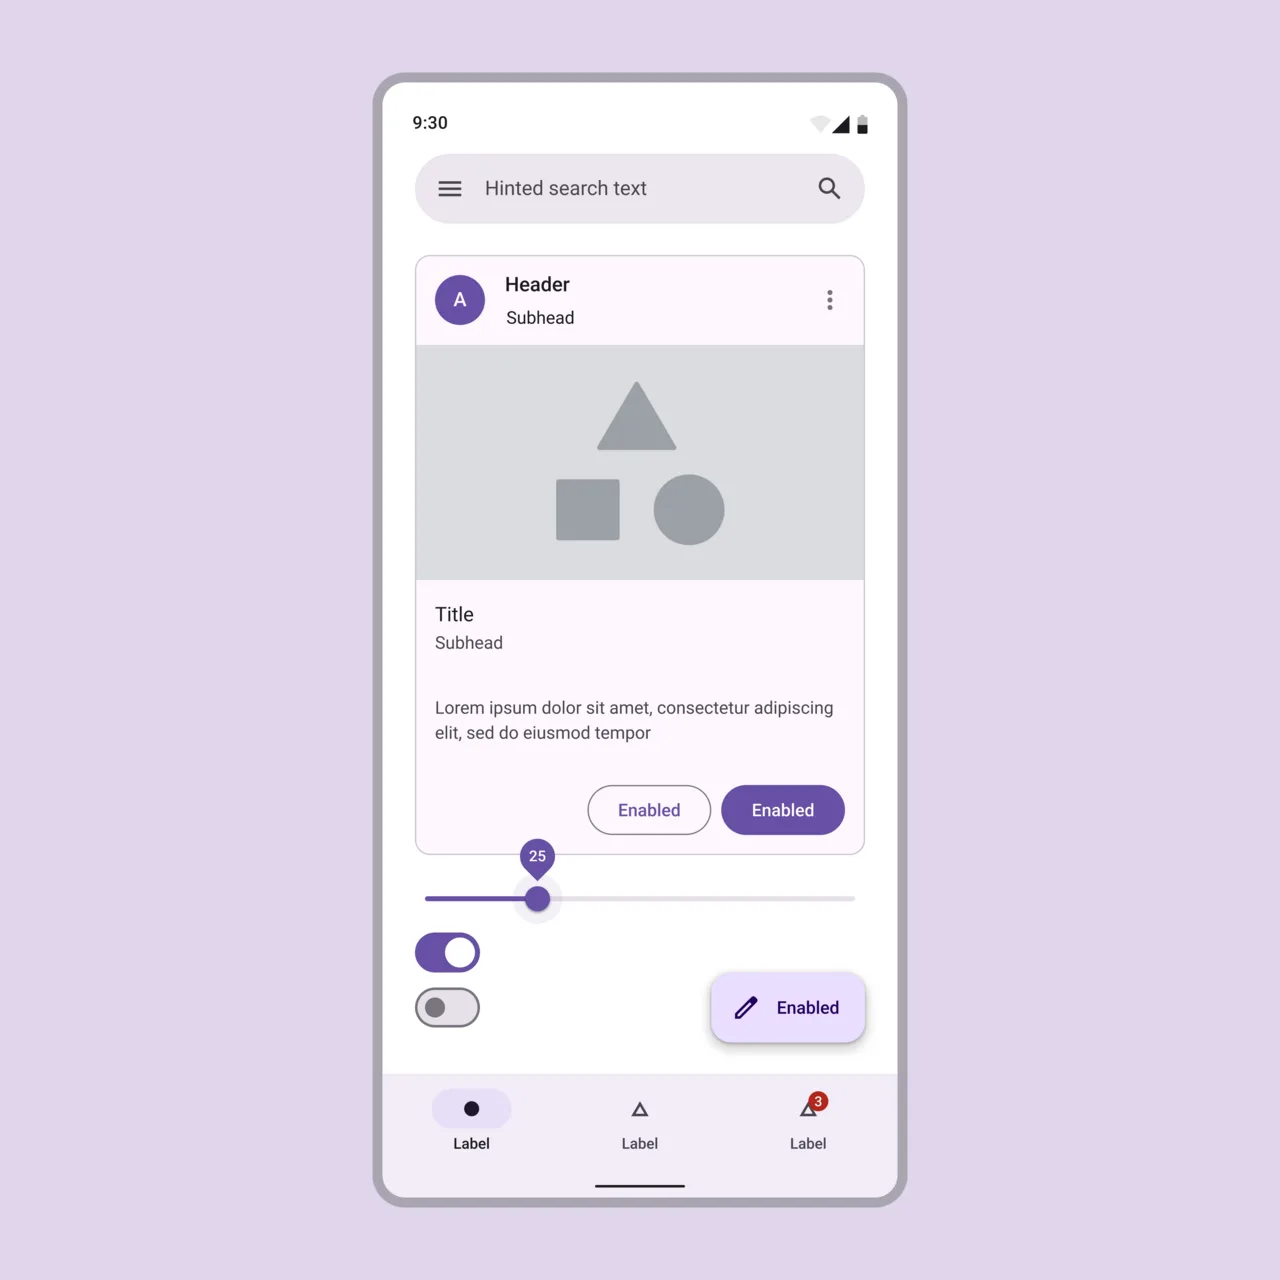 9:30
Hinted search text
A
Header
Subhead
Title
Subhead
Lorem ipsum dolor sit amet, consectetur adipiscing
elit, sed do eiusmod tempor
Enabled
Enabled
25
Enabled
3
Label
Label
Label